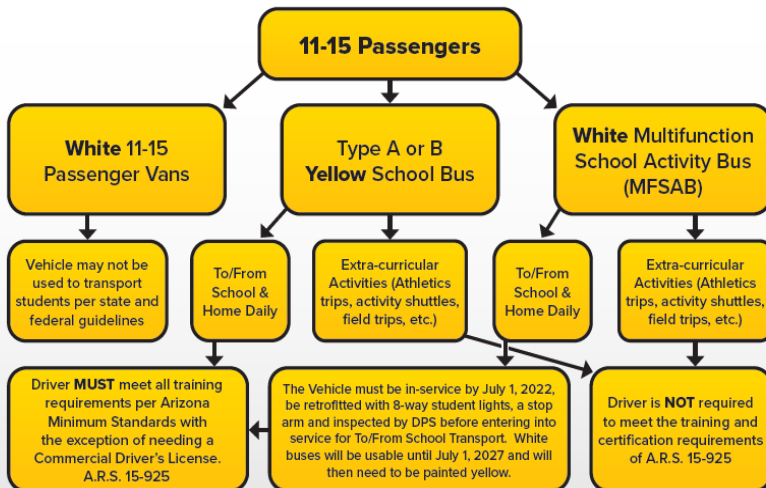 11-15 Passengers
White 11-15
Passenger Vans
Type A or B
Yellow School Bus
White Multifunction
School Activity Bus
(MFSAB)
Vehicle may not be
used to transport
students per state and
federal guidelines
To/From
School &
Home Daily
Extra-curricular
Activities (Athletics
trips, activity shuttles,
field trips, etc.)
To/From
School &
Home Daily
Extra-curricular
Activities (Athletics
trips, activity shuttles,
field trips, etc.)
Driver MUST meet all training
requirements per Arizona
Minimum Standards with
the exception of needing a
Commercial Driver's License.
A.R.S. 15-925
The Vehicle must be in-service by July 1, 2022,
be retrofitted with 8-way student lights, a stop
arm and inspected by DPS before entering into
service for To/From School Transport. White
buses will be usable until July 1, 2027 and will
then need to be painted yellow.
Driver is NOT required
to meet the training and
certification requirements
of A.R.S. 15-925